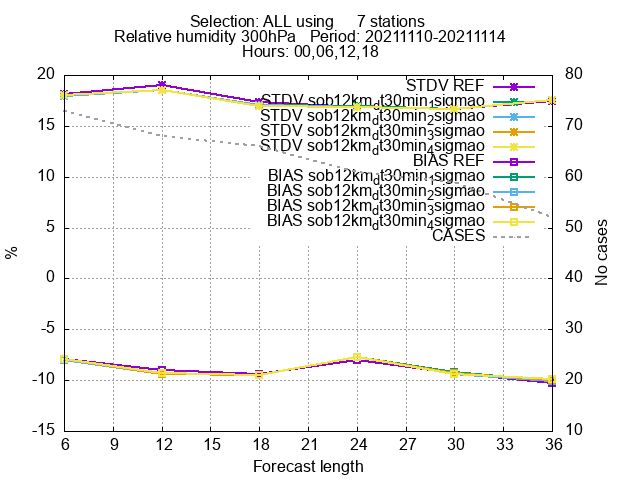 Selection: ALL using 7 stations
Relative humidity 300hPa Period: 20211110-20211114
Hours: 00,06,12,18
20 80
STDV REF
STDV sob12km_dt30min_1sigmao
STDV sob12km_dt30min_2sigmao
STDV sob12km_dt30min_3sigmao
STDV sob12km_dt30min_4sigmao
BIAS REF
BIAS sob12km_dt30min_1sigmao
BIAS sob12km_dt30min_2sigmao
BIAS sob12km_dt30min_3sigmao
BIAS sob12km_dt30min_4sigmao
CASES
15 70
10 60
5 50
0 40
-5 30
-10 20
-15 10
%
No cases
6 9 12 15 18 21 24 27 30 33 36
Forecast length